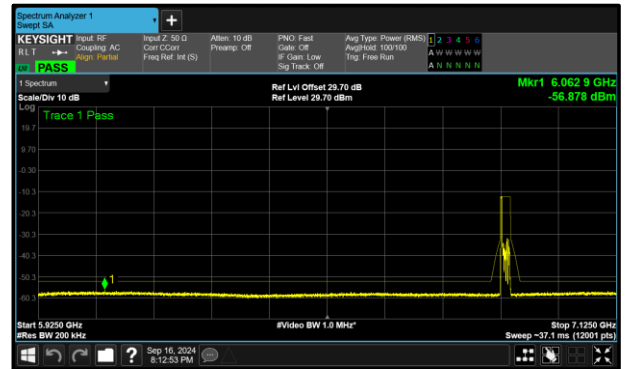 Spectrum Analyzer 1
Swept SA
+
KEYSIGHT Input: RF Input Z: 50 Ω Atten: 10 dB PNO: Fast Avg Type: Power (RMS) 1 2 3 4 5 6
RLT Coupling: AC Corr CCorr Preamp: Off Gate: Off Avg|Hold: 100/100 A W W W W W
Align: Partial Freq Ref: Int (S) IF Gain: Low Trig: Free Run
PASS Sig Track: Off A N N N N N
1 Spectrum Ref Lvl Offset 29.70 dB Mkr1 6.062 9 GHz
Scale/Div 10 dB Ref Level 29.70 dBm -56.878 dBm
Log
Trace 1 Pass
19.7
9.70
-0.30
-10.3
-20.3
-30.3
-40.3
-50.3
1
-60.3
Start 5.9250 GHz #Video BW 1.0 MHz* Stop 7.1250 GHz
#Res BW 200 kHz Sweep ~37.1 ms (12001 pts)
? Sep 16, 2024
8:12:53 PM